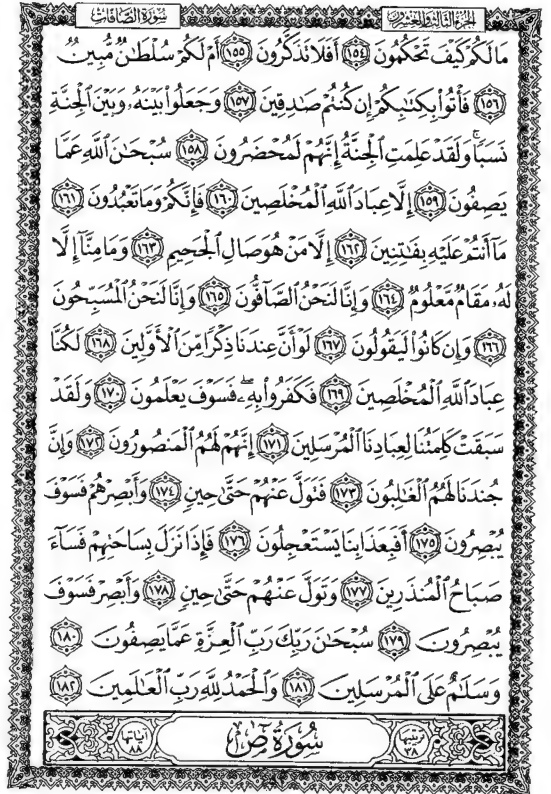 الجزء الثالث والعشرون سورة الصافات
مَا لَكُمْ كَيْفَ تَحْكُمُونَ ١٥٤ أَفَلَا تَذَكَّرُونَ ١٥٥ أَمْ لَكُمْ سُلْطَٰنٌ مُّبِينٌ
١٥٦ فَأْتُوا۟ بِكِتَٰبِكُمْ إِن كُنتُمْ صَٰدِقِينَ ١٥٧ وَجَعَلُوا۟ بَيْنَهُۥ وَبَيْنَ ٱلْجِنَّةِ
نَسَبًا ۚ وَلَقَدْ عَلِمَتِ ٱلْجِنَّةُ إِنَّهُمْ لَمُحْضَرُونَ ١٥٨ سُبْحَٰنَ ٱللَّهِ عَمَّا
يَصِفُونَ ١٥٩ إِلَّا عِبَادَ ٱللَّهِ ٱلْمُخْلَصِينَ ١٦٠ فَإِنَّكُمْ وَمَا تَعْبُدُونَ ١٦١
مَآ أَنتُمْ عَلَيْهِ بِفَٰتِنِينَ ١٦٢ إِلَّا مَنْ هُوَ صَالِ ٱلْجَحِيمِ ١٦٣ وَمَا مِنَّآ إِلَّا
لَهُۥ مَقَامٌ مَّعْلُومٌ ١٦٤ وَإِنَّا لَنَحْنُ ٱلصَّآفُّونَ ١٦٥ وَإِنَّا لَنَحْنُ ٱلْمُسَبِّحُونَ
١٦٦ وَإِن كَانُوا۟ لَيَقُولُونَ ١٦٧ لَوْ أَنَّ عِندَنَا ذِكْرًا مِّنَ ٱلْأَوَّلِينَ ١٦٨ لَكُنَّا
عِبَادَ ٱللَّهِ ٱلْمُخْلَصِينَ ١٦٩ فَكَفَرُوا۟ بِهِۦ ۖ فَسَوْفَ يَعْلَمُونَ ١٧٠ وَلَقَدْ
سَبَقَتْ كَلِمَتُنَا لِعِبَادِنَا ٱلْمُرْسَلِينَ ١٧١ إِنَّهُمْ لَهُمُ ٱلْمَنصُورُونَ ١٧٢ وَإِنَّ
جُندَنَا لَهُمُ ٱلْغَٰلِبُونَ ١٧٣ فَتَوَلَّ عَنْهُمْ حَتَّىٰ حِينٍ ١٧٤ وَأَبْصِرْهُمْ فَسَوْفَ
يُبْصِرُونَ ١٧٥ أَفَبِعَذَابِنَا يَسْتَعْجِلُونَ ١٧٦ فَإِذَا نَزَلَ بِسَاحَتِهِمْ فَسَآءَ
صَبَاحُ ٱلْمُنذَرِينَ ١٧٧ وَتَوَلَّ عَنْهُمْ حَتَّىٰ حِينٍ ١٧٨ وَأَبْصِرْ فَسَوْفَ
يُبْصِرُونَ ١٧٩ سُبْحَٰنَ رَبِّكَ رَبِّ ٱلْعِزَّةِ عَمَّا يَصِفُونَ ١٨٠
وَسَلَٰمٌ عَلَى ٱلْمُرْسَلِينَ ١٨١ وَٱلْحَمْدُ لِلَّهِ رَبِّ ٱلْعَٰلَمِينَ ١٨٢
ترتيبها ٣٨ سُورَةُ صٓ آياتها ٨٨